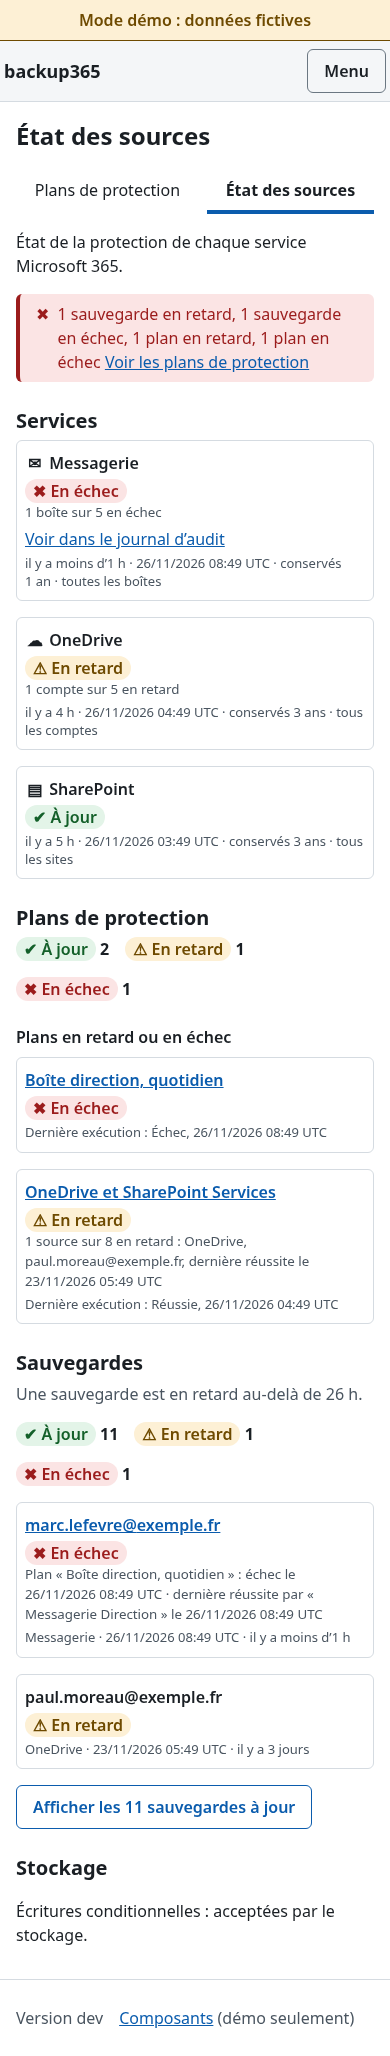 Mode démo : données fictives
backup365
Menu
État des sources
Plans de protection
État des sources
État de la protection de chaque service
Microsoft 365.
✖ 1 sauvegarde en retard, 1 sauvegarde
en échec, 1 plan en retard, 1 plan en
échec Voir les plans de protection
Services
✉ Messagerie
✖ En échec
1 boîte sur 5 en échec
Voir dans le journal d’audit
il y a moins d’1 h · 26/11/2026 08:49 UTC · conservés
1 an · toutes les boîtes
☁ OneDrive
⚠ En retard
1 compte sur 5 en retard
il y a 4 h · 26/11/2026 04:49 UTC · conservés 3 ans · tous
les comptes
▤ SharePoint
✔ À jour
il y a 5 h · 26/11/2026 03:49 UTC · conservés 3 ans · tous
les sites
Plans de protection
✔ À jour 2 ⚠ En retard 1
✖ En échec 1
Plans en retard ou en échec
Boîte direction, quotidien
✖ En échec
Dernière exécution : Échec, 26/11/2026 08:49 UTC
OneDrive et SharePoint Services
⚠ En retard
1 source sur 8 en retard : OneDrive,
paul.moreau@exemple.fr, dernière réussite le
23/11/2026 05:49 UTC
Dernière exécution : Réussie, 26/11/2026 04:49 UTC
Sauvegardes
Une sauvegarde est en retard au-delà de 26 h.
✔ À jour 11 ⚠ En retard 1
✖ En échec 1
marc.lefevre@exemple.fr
✖ En échec
Plan « Boîte direction, quotidien » : échec le
26/11/2026 08:49 UTC · dernière réussite par «
Messagerie Direction » le 26/11/2026 08:49 UTC
Messagerie · 26/11/2026 08:49 UTC · il y a moins d’1 h
paul.moreau@exemple.fr
⚠ En retard
OneDrive · 23/11/2026 05:49 UTC · il y a 3 jours
Afficher les 11 sauvegardes à jour
Stockage
Écritures conditionnelles : acceptées par le
stockage.
Version dev Composants (démo seulement)